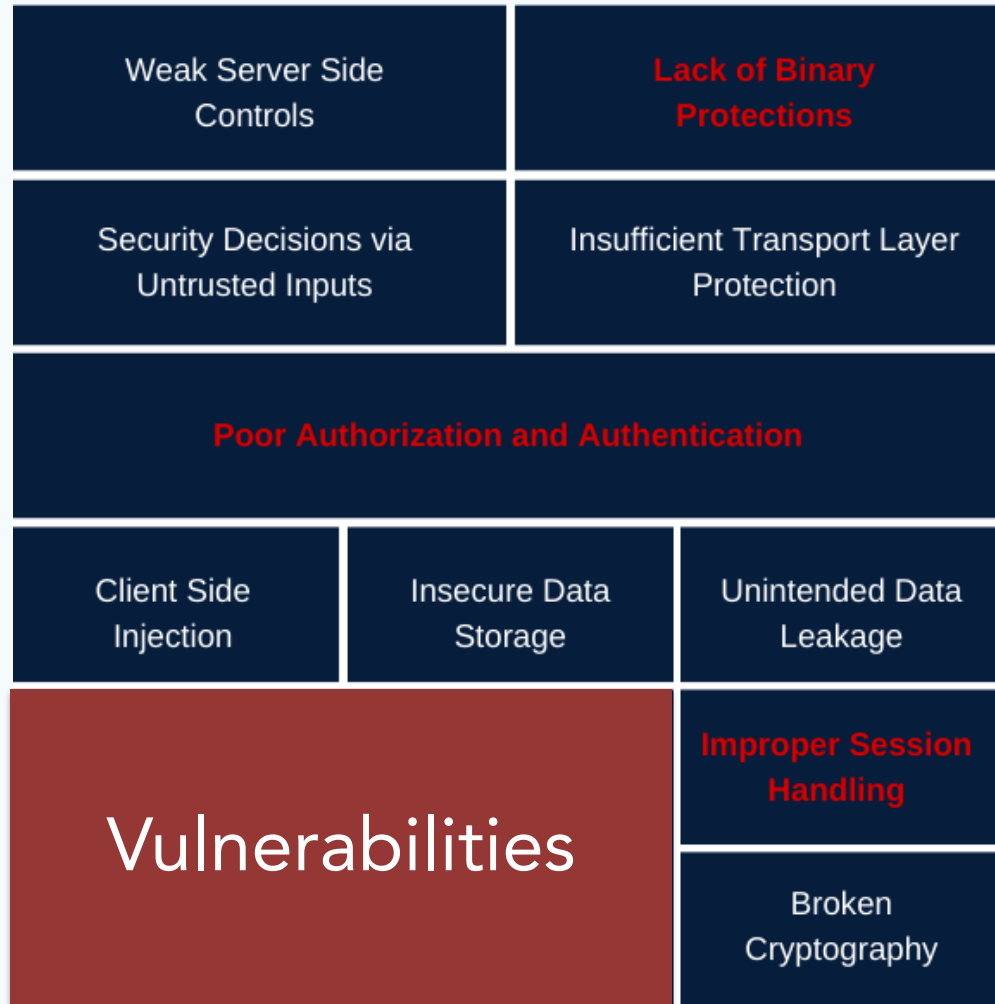 Weak Server Side
Controls
Lack of Binary
Protections
Security Decisions via
Untrusted Inputs
Insufficient Transport Layer
Protection
Poor Authorization and Authentication
Client Side
Injection
Insecure Data
Storage
Unintended Data
Leakage
Vulnerabilities
Improper Session
Handling
Broken
Cryptography